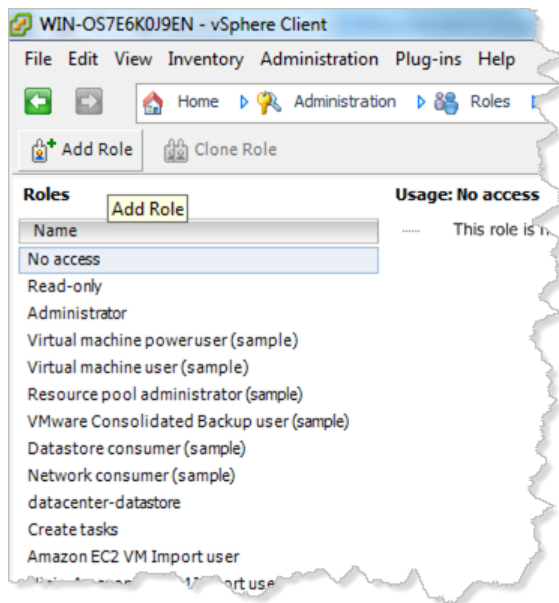 WIN-OS7E6K0J9EN - vSphere Client
File Edit View Inventory Administration Plug-ins Help
Home Administration Roles
Add Role Clone Role
Roles Usage: No access
Add Role
Name This role is
No access
Read-only
Administrator
Virtual machine power user (sample)
Virtual machine user (sample)
Resource pool administrator (sample)
VMware Consolidated Backup user (sample)
Datastore consumer (sample)
Network consumer (sample)
datacenter-datastore
Create tasks
Amazon EC2 VM Import user